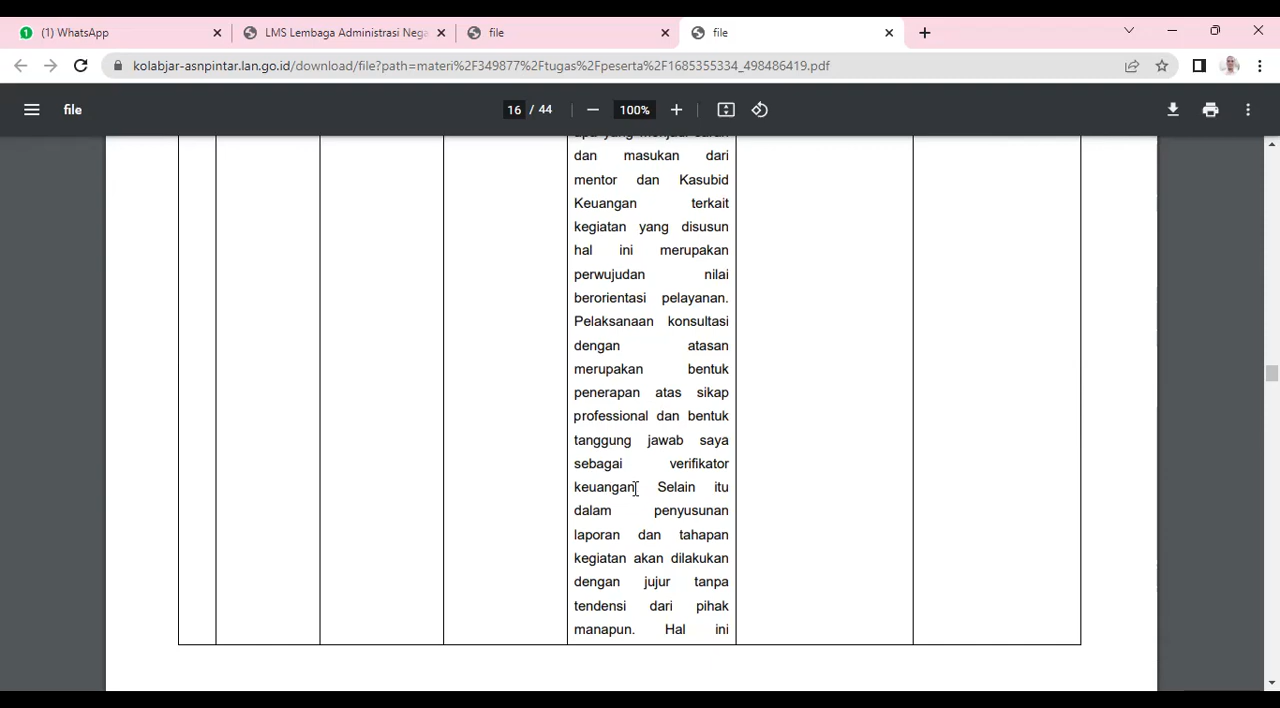 (1) WhatsApp
LMS Lembaga Administrasi Nega
file
file
kolabjar-asnpintar.lan.go.id/download/file?path=materi%2F349877%2Ftugas%2Fpeserta%2F1685355334_498486419.pdf
file
16 / 44
100%
apa yang menjadi saran
dan masukan dari
mentor dan Kasubid
Keuangan terkait
kegiatan yang disusun
hal ini merupakan
perwujudan nilai
berorientasi pelayanan.
Pelaksanaan konsultasi
dengan atasan
merupakan bentuk
penerapan atas sikap
professional dan bentuk
tanggung jawab saya
sebagai verifikator
keuangan. Selain itu
dalam penyusunan
laporan dan tahapan
kegiatan akan dilakukan
dengan jujur tanpa
tendensi dari pihak
manapun. Hal ini